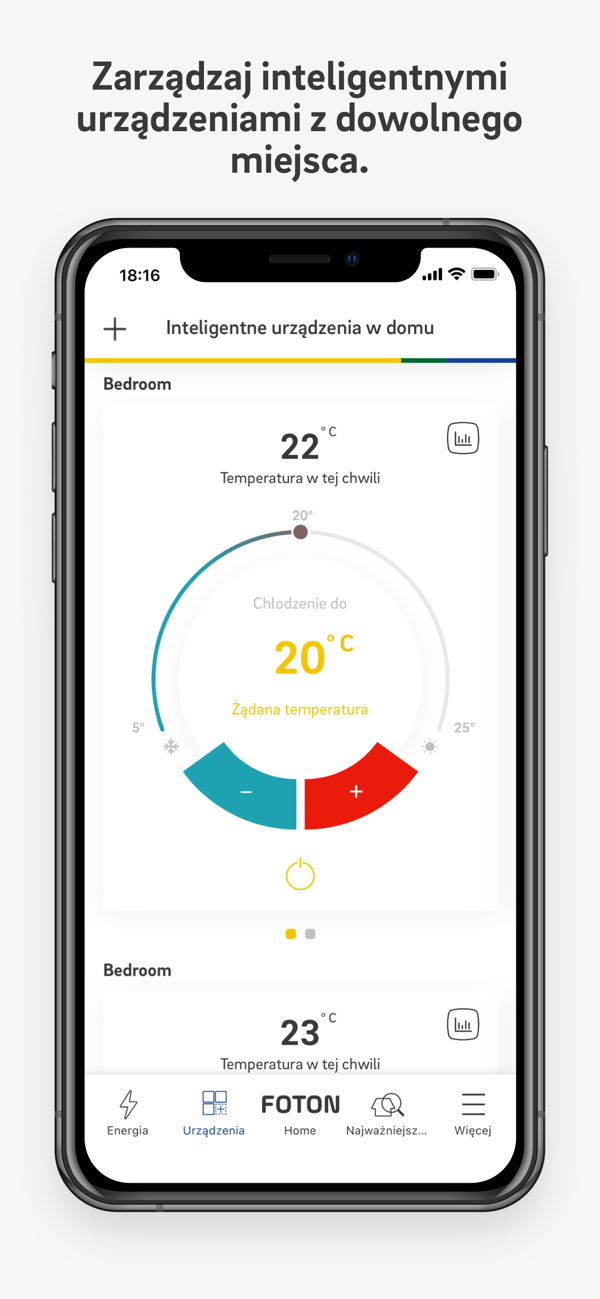 Zarządzaj inteligentnymi
urządzeniami z dowolnego
miejsca.
18:16
Inteligentne urządzenia w domu
Bedroom
22°C
Temperatura w tej chwili
20°
Chłodzenie do
20°C
Żądana temperatura
5°
25°
−
+
Bedroom
23°C
Temperatura w tej chwili
Energia
Urządzenia
FOTON
Home
Najważniejsz...
Więcej